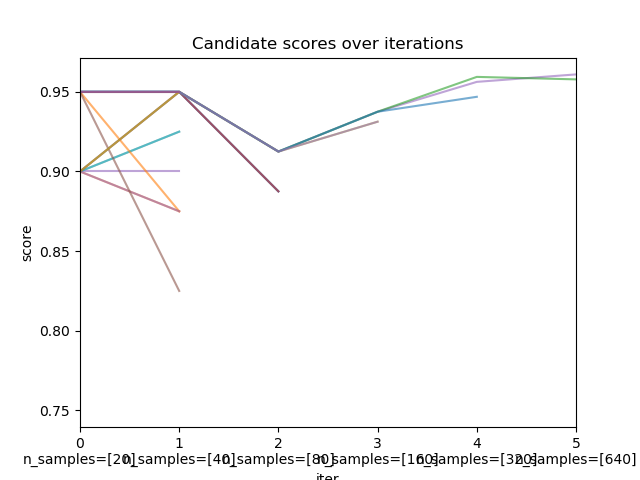 Candidate scores over iterations
score
0.95
0.90
0.85
0.80
0.75
0
1
2
3
4
5
n_samples=[20]
n_samples=[40]
n_samples=[80]
n_samples=[160]
n_samples=[320]
n_samples=[640]
iter